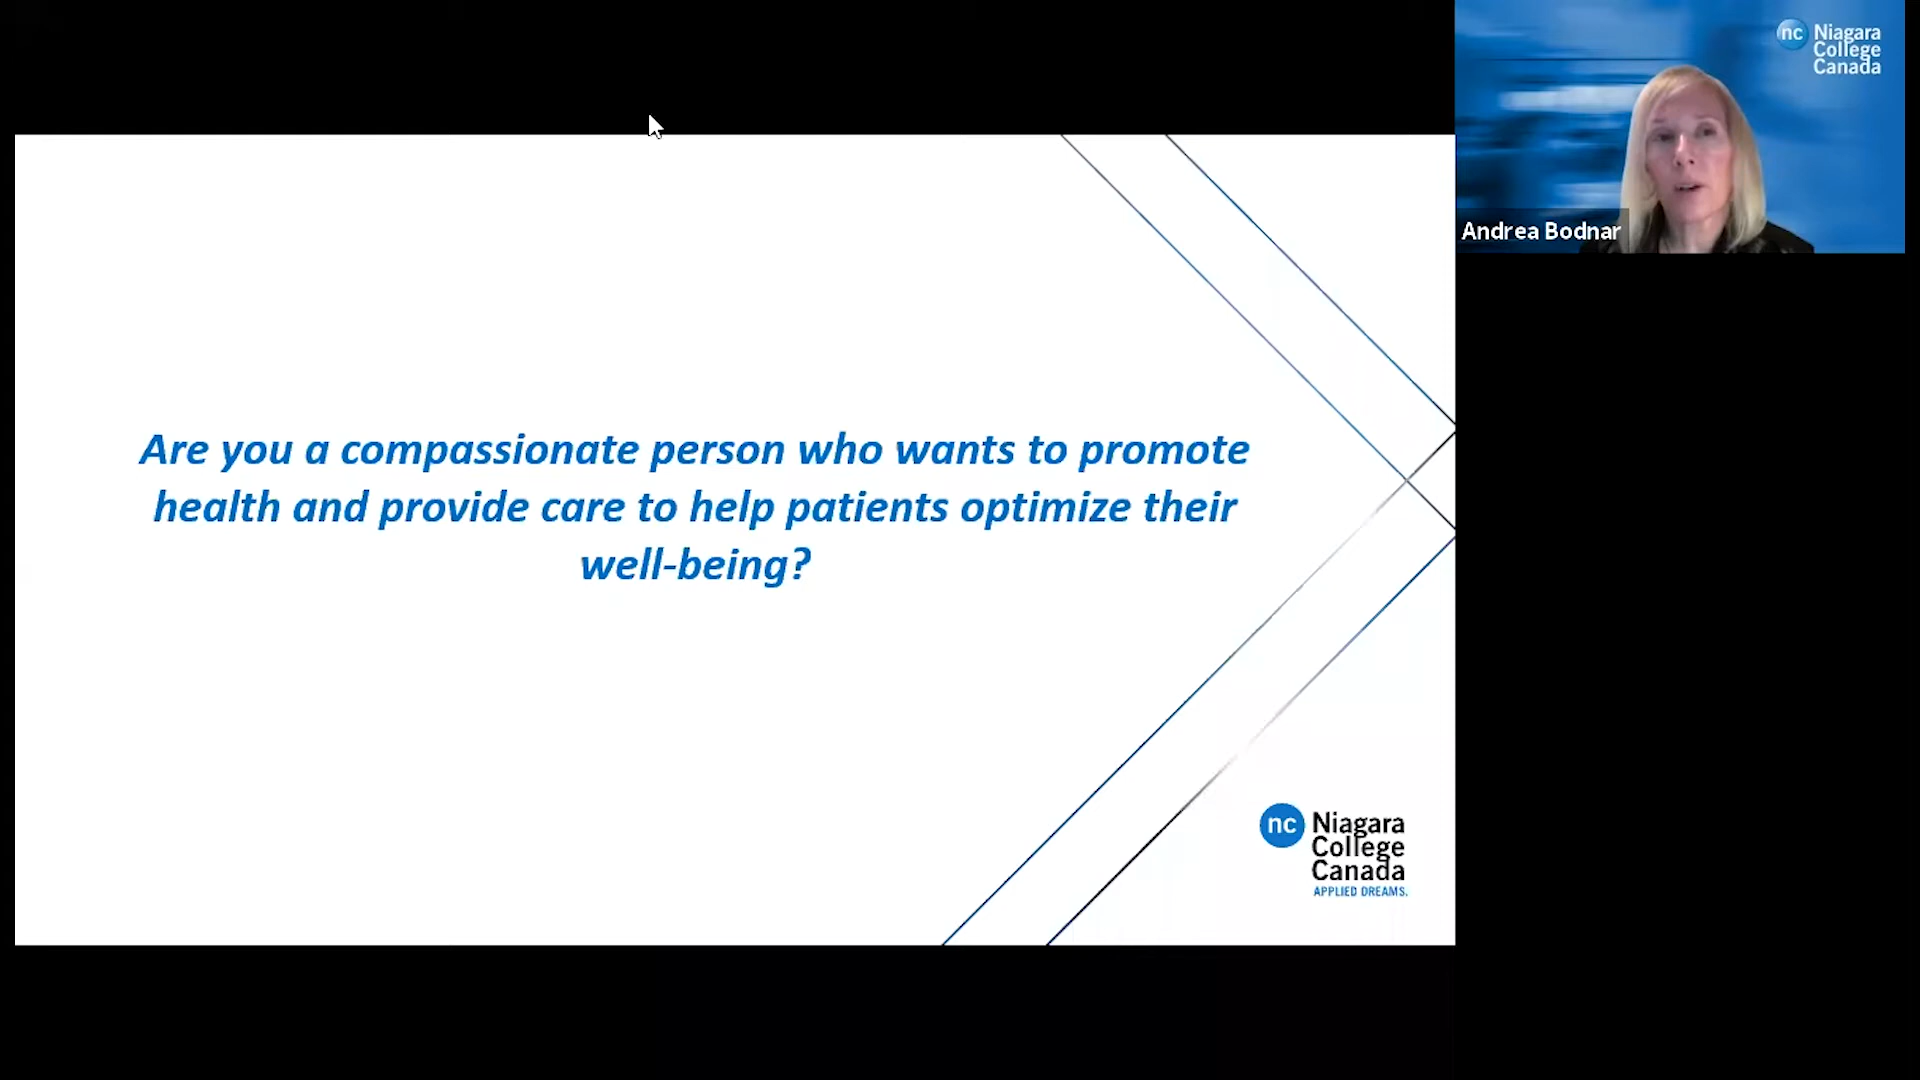 nc Niagara
College
Canada
Andrea Bodnar
Are you a compassionate person who wants to promote
health and provide care to help patients optimize their
well-being?
nc Niagara
College
Canada
APPLIED DREAMS.